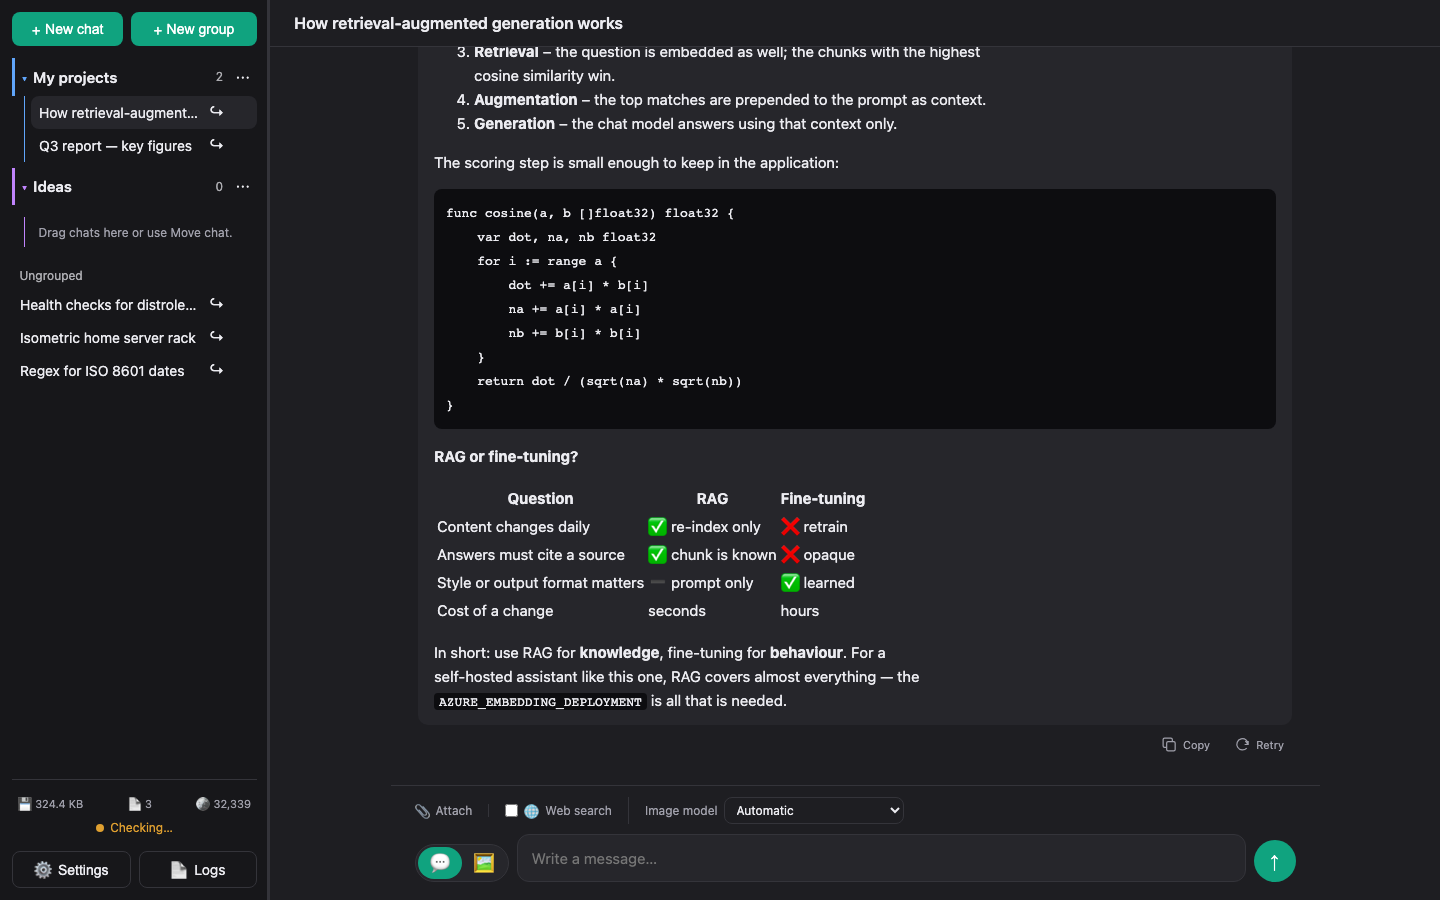 + New chat
+ New group
My projects 2 ...
How retrieval-augment...
Q3 report — key figures
Ideas 0 ...
Drag chats here or use Move chat.
Ungrouped
Health checks for distrole...
Isometric home server rack
Regex for ISO 8601 dates
324.4 KB 3 32,339
Checking...
Settings Logs
How retrieval-augmented generation works
3. Retrieval – the question is embedded as well; the chunks with the highest
cosine similarity win.
4. Augmentation – the top matches are prepended to the prompt as context.
5. Generation – the chat model answers using that context only.
The scoring step is small enough to keep in the application:
func cosine(a, b []float32) float32 {
    var dot, na, nb float32
    for i := range a {
        dot += a[i] * b[i]
        na += a[i] * a[i]
        nb += b[i] * b[i]
    }
    return dot / (sqrt(na) * sqrt(nb))
}
RAG or fine-tuning?
Question RAG Fine-tuning
Content changes daily ✅ re-index only ❌ retrain
Answers must cite a source ✅ chunk is known ❌ opaque
Style or output format matters ➖ prompt only ✅ learned
Cost of a change seconds hours
In short: use RAG for knowledge, fine-tuning for behaviour. For a
self-hosted assistant like this one, RAG covers almost everything — the
AZURE_EMBEDDING_DEPLOYMENT is all that is needed.
Copy Retry
Attach Web search Image model Automatic
Write a message...